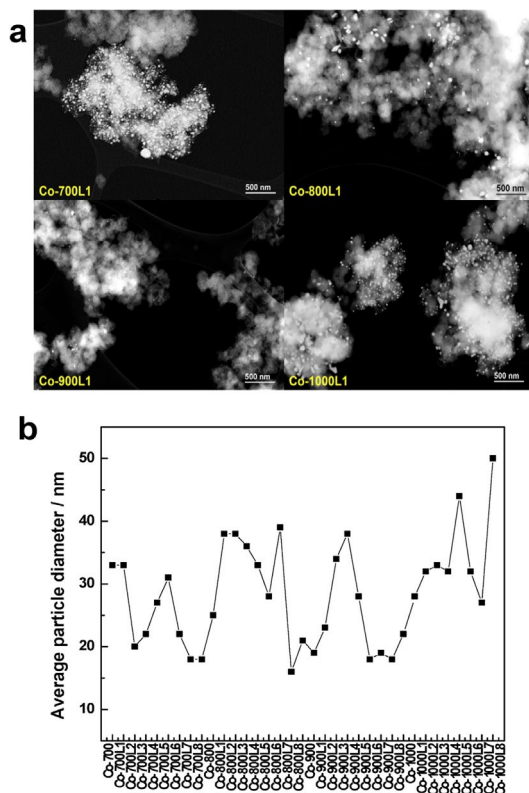 a
Co-700L1
500 nm
Co-800L1
500 nm
Co-900L1
500 nm
Co-1000L1
500 nm
b
Average particle diameter / nm
50
40
30
20
10
Co-700
Co-700L1
Co-700L2
Co-700L3
Co-700L4
Co-700L5
Co-700L6
Co-700L7
Co-700L8
Co-800
Co-800L1
Co-800L2
Co-800L3
Co-800L4
Co-800L5
Co-800L6
Co-800L7
Co-800L8
Co-900
Co-900L1
Co-900L2
Co-900L3
Co-900L4
Co-900L5
Co-900L6
Co-900L7
Co-900L8
Co-1000
Co-1000L1
Co-1000L2
Co-1000L3
Co-1000L4
Co-1000L5
Co-1000L6
Co-1000L7
Co-1000L8